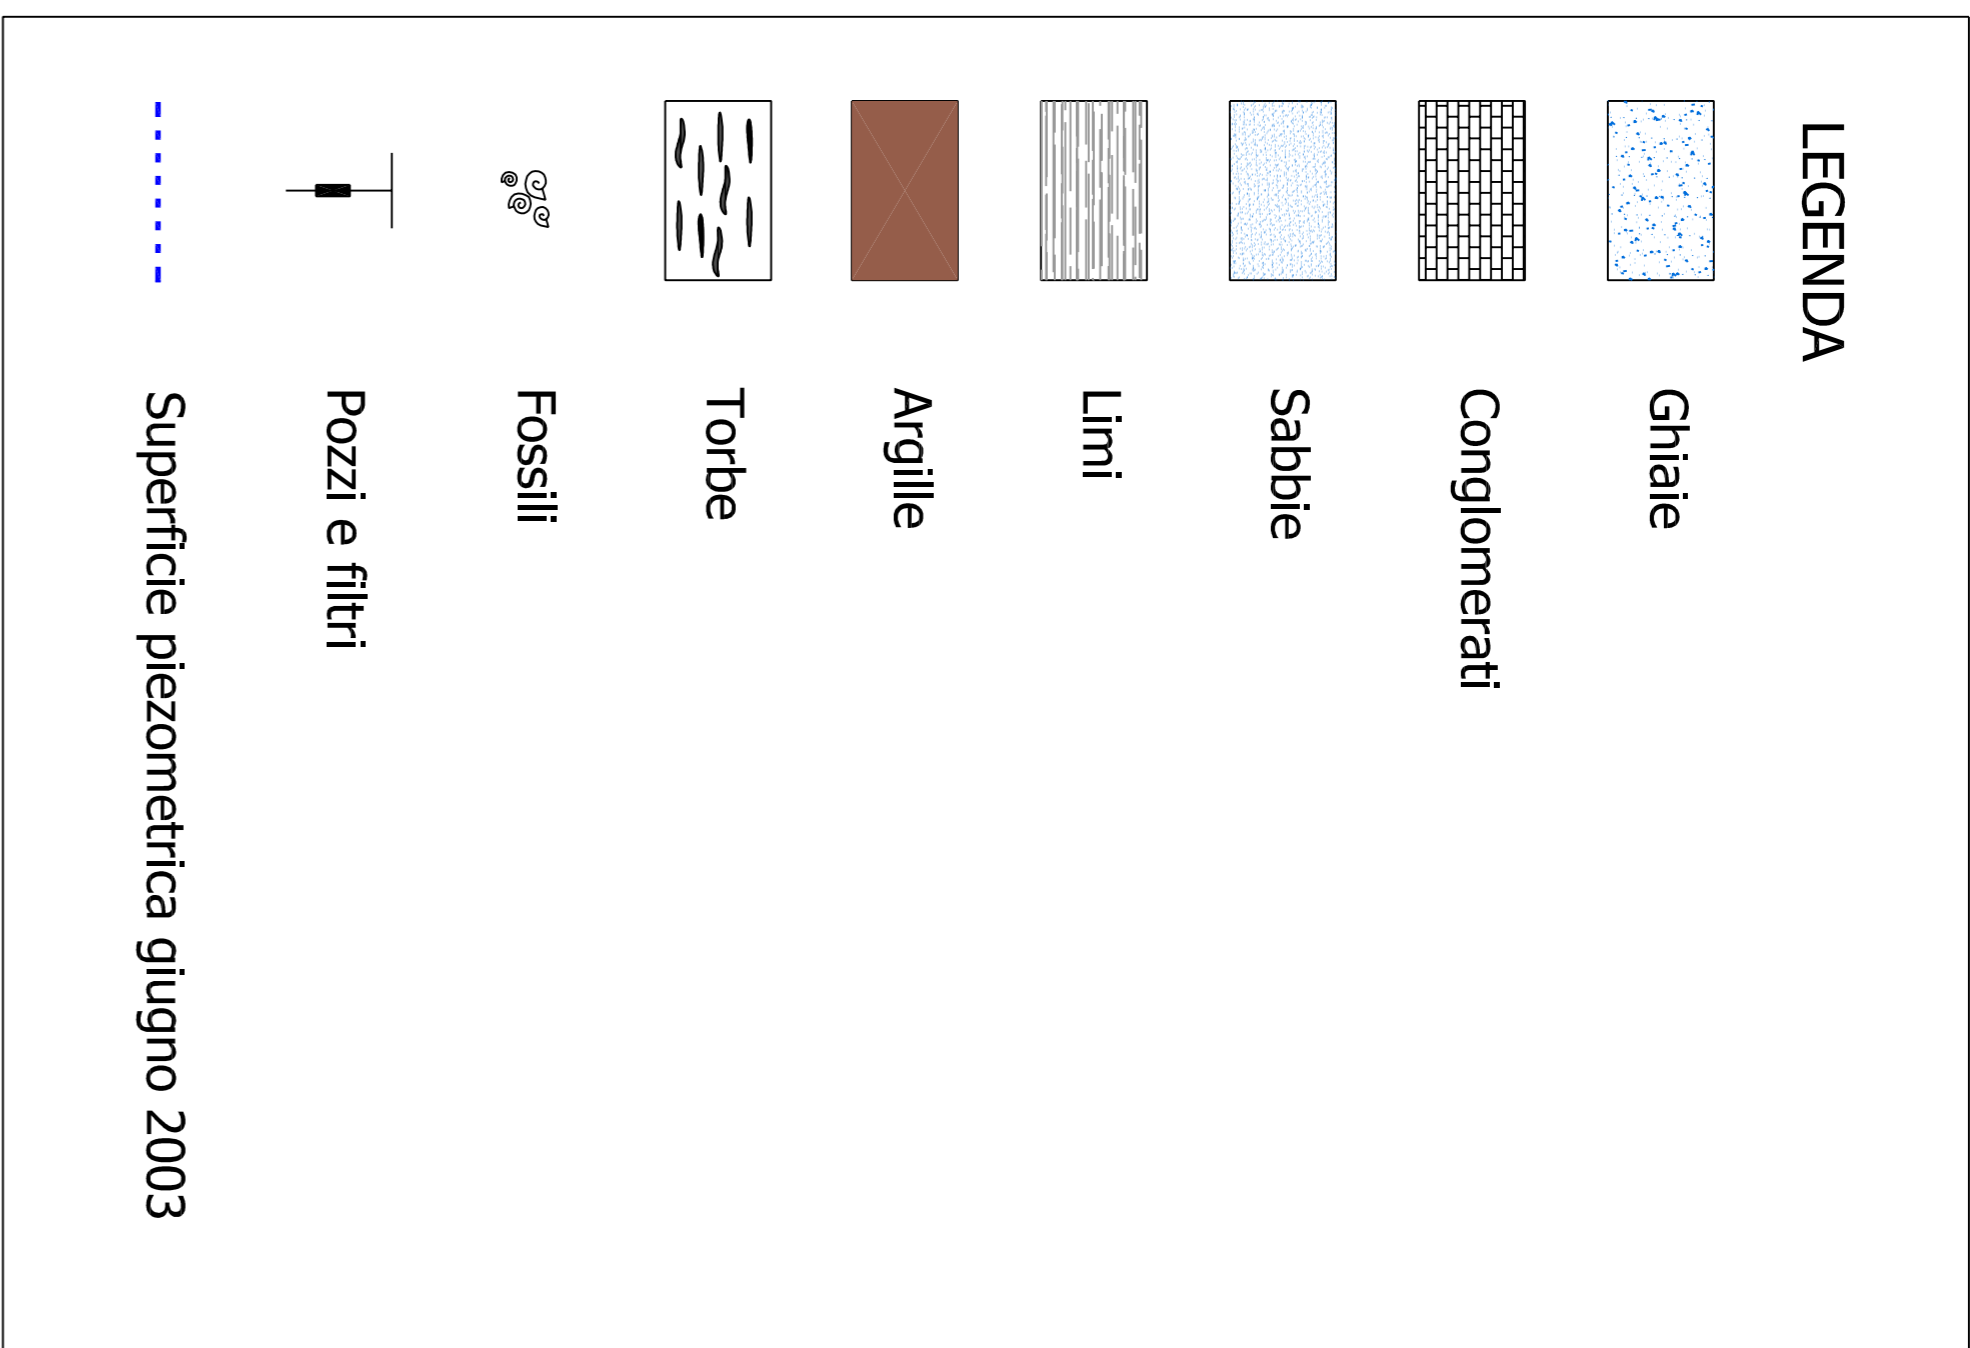 LEGENDA
Ghiaie
Conglomerati
Sabbie
Limi
Argille
Torbe
Fossili
Pozzi e filtri
Superficie piezometrica giugno 2003